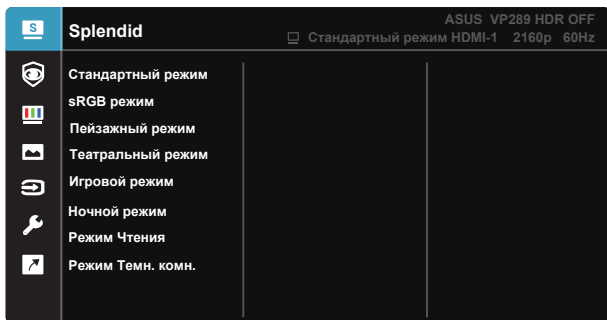 S
Splendid
ASUS VP289 HDR OFF
Стандартный режим HDMI-1 2160p 60Hz
Стандартный режим
sRGB режим
Пейзажный режим
Театральный режим
Игровой режим
Ночной режим
Режим Чтения
Режим Темн. комн.